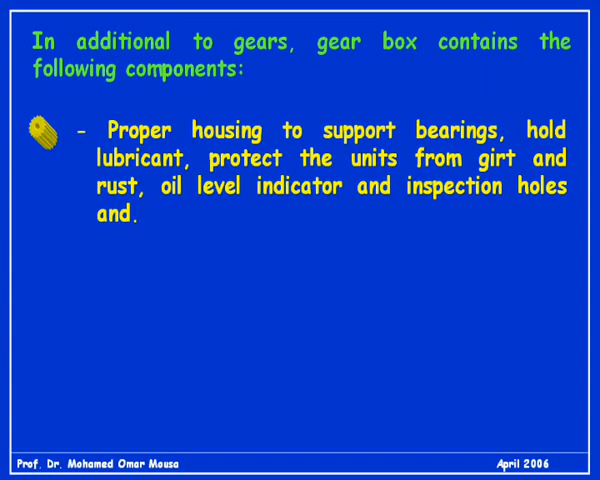 In additional to gears, gear box contains the
following components:
- Proper housing to support bearings, hold
lubricant, protect the units from girt and
rust, oil level indicator and inspection holes
and.
Prof. Dr. Mohamed Omar Mousa
April 2006